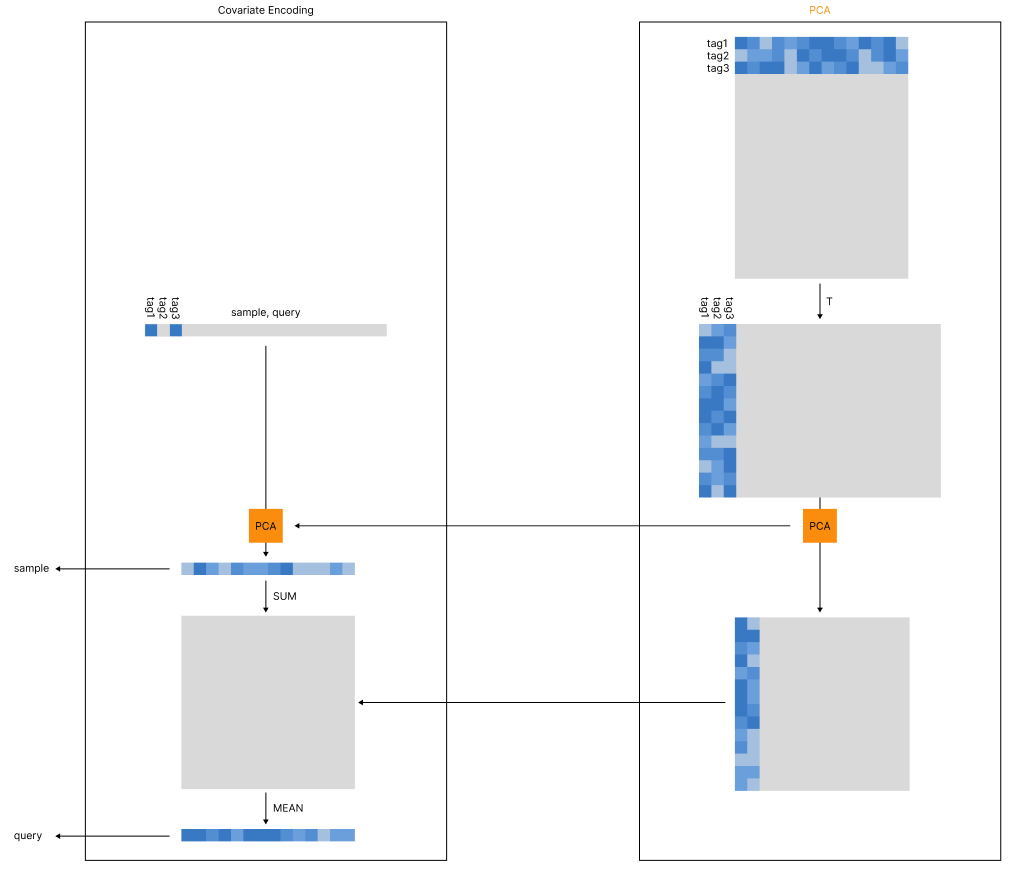 Covariate Encoding
PCA
tag1
tag2
tag3
T
tag1
tag2
tag3
sample, query
tag1
tag2
tag3
PCA
PCA
sample
SUM
MEAN
query